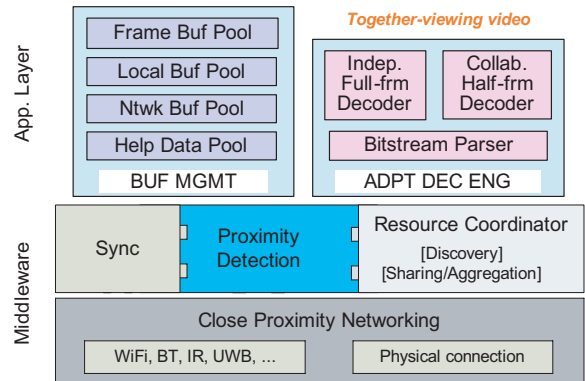 Together-viewing video
App. Layer
Frame Buf Pool
Local Buf Pool
Ntwk Buf Pool
Help Data Pool
BUF MGMT
Indep.
Full-frm
Decoder
Collab.
Half-frm
Decoder
Bitstream Parser
ADPT DEC ENG
Middleware
Sync
Proximity
Detection
Resource Coordinator
[Discovery]
[Sharing/Aggregation]
Close Proximity Networking
WiFi, BT, IR, UWB, ...
Physical connection